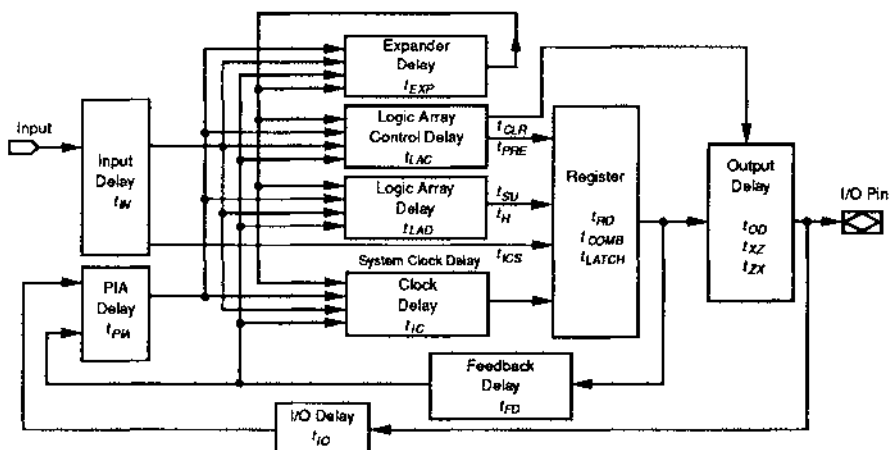 Expander
Delay
tEXP
Input
Logic Array
Control Delay
tLAC
tCLR
tPRE
Input
Delay
tIN
Logic Array
Delay
tLAD
tSU
tH
Register
tRD
tCOMB
tLATCH
Output
Delay
tOD
tXZ
tZX
I/O Pin
System Clock Delay
tICS
PIA
Delay
tPIA
Clock
Delay
tIC
Feedback
Delay
tFD
I/O Delay
tIO